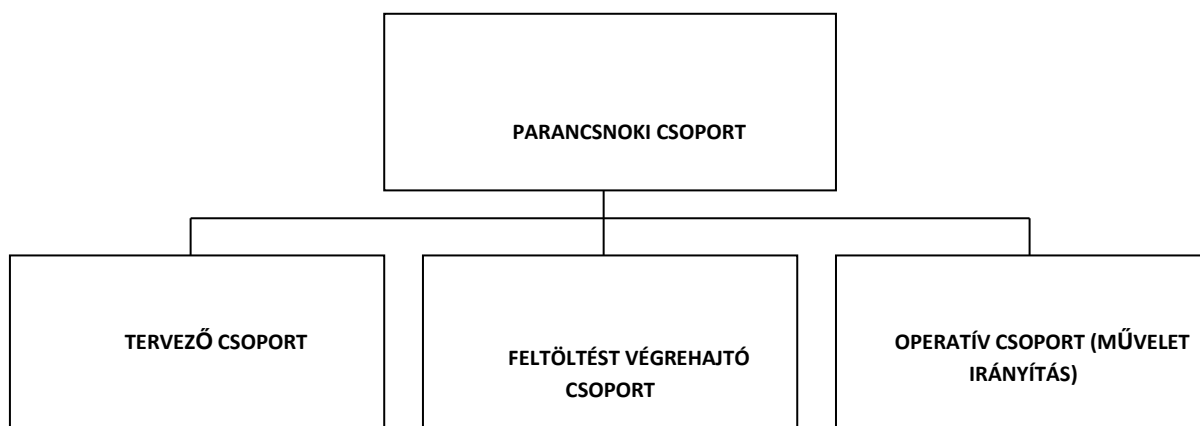 PARANCSNOKI CSOPORT
TERVEZŐ CSOPORT
FELTÖLTÉST VÉGREHAJTÓ
CSOPORT
OPERATÍV CSOPORT (MŰVELET
IRÁNYÍTÁS)